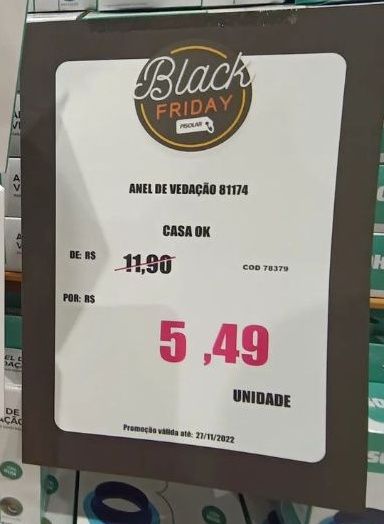 Black
FRIDAY
PISOLAR
ANEL DE VEDAÇÃO 81174
CASA OK
DE: R$ 11,90
COD 78379
POR: R$
5,49
UNIDADE
Promoção válida até: 27/11/2022